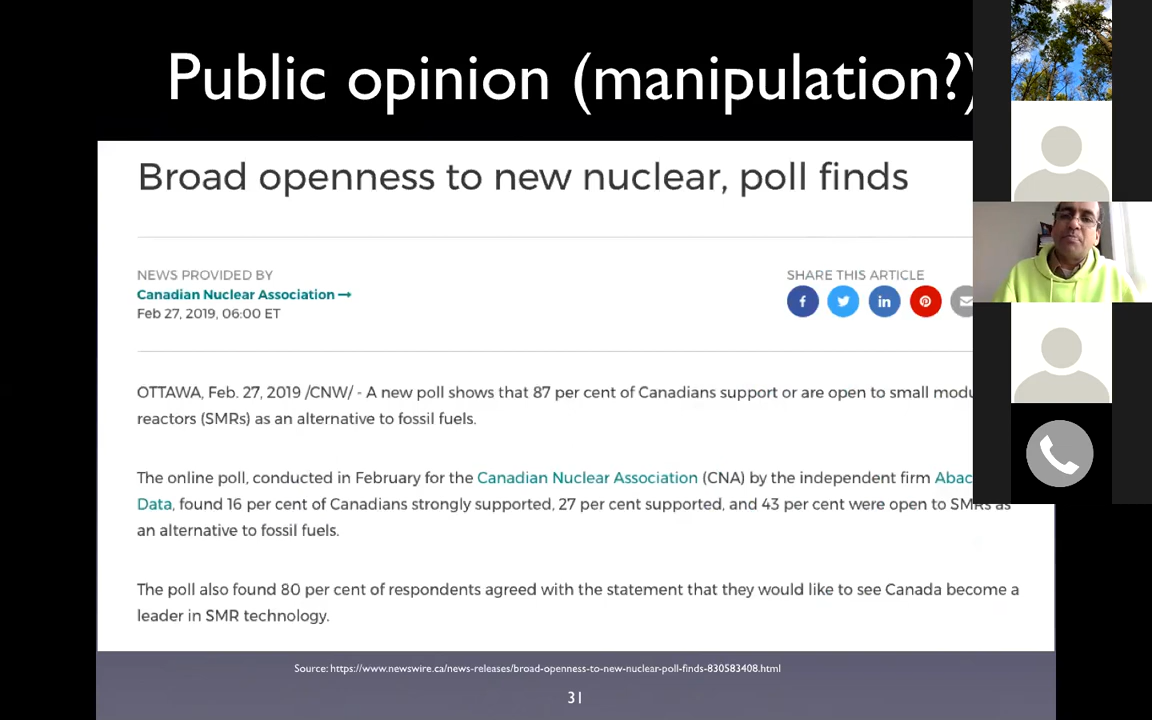 Public opinion (manipulation?)
Broad openness to new nuclear, poll finds
NEWS PROVIDED BY
Canadian Nuclear Association
Feb 27, 2019, 06:00 ET
SHARE THIS ARTICLE
OTTAWA, Feb. 27, 2019 /CNW/ - A new poll shows that 87 per cent of Canadians support or are open to small modu
reactors (SMRs) as an alternative to fossil fuels.
The online poll, conducted in February for the Canadian Nuclear Association (CNA) by the independent firm Abac
Data, found 16 per cent of Canadians strongly supported, 27 per cent supported, and 43 per cent were open to SMRs as
an alternative to fossil fuels.
The poll also found 80 per cent of respondents agreed with the statement that they would like to see Canada become a
leader in SMR technology.
Source: https://www.newswire.ca/news-releases/broad-openness-to-new-nuclear-poll-finds-830583408.html
31